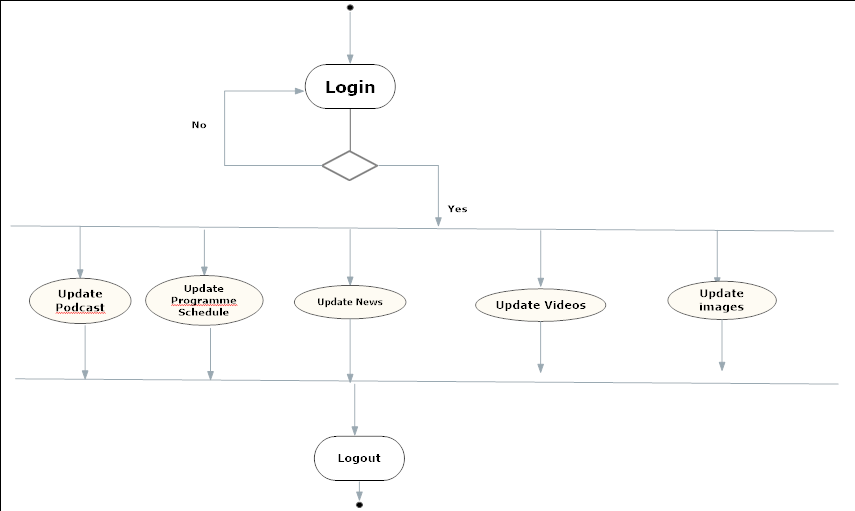 Login
No
Yes
Update
Podcast
Update
Programme
Schedule
Update News
Update Videos
Update
images
Logout